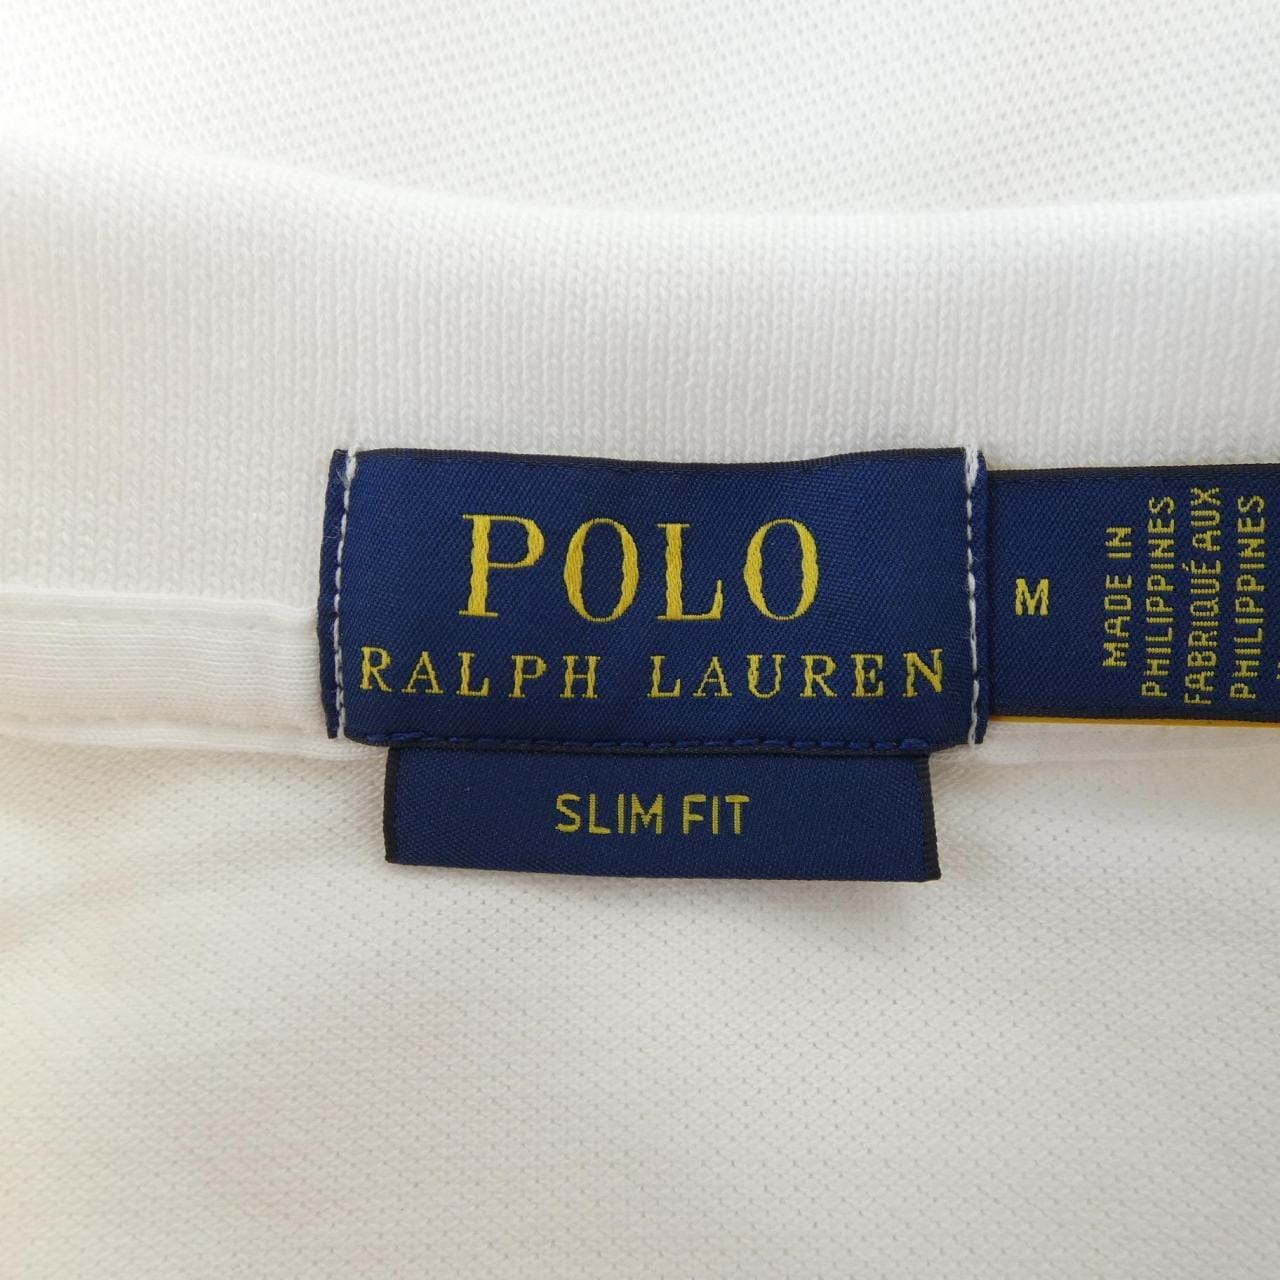 POLO
RALPH LAUREN
SLIM FIT
M
MADE IN
PHILIPPINES
FABRIQUÉ AUX
PHILIPPINES